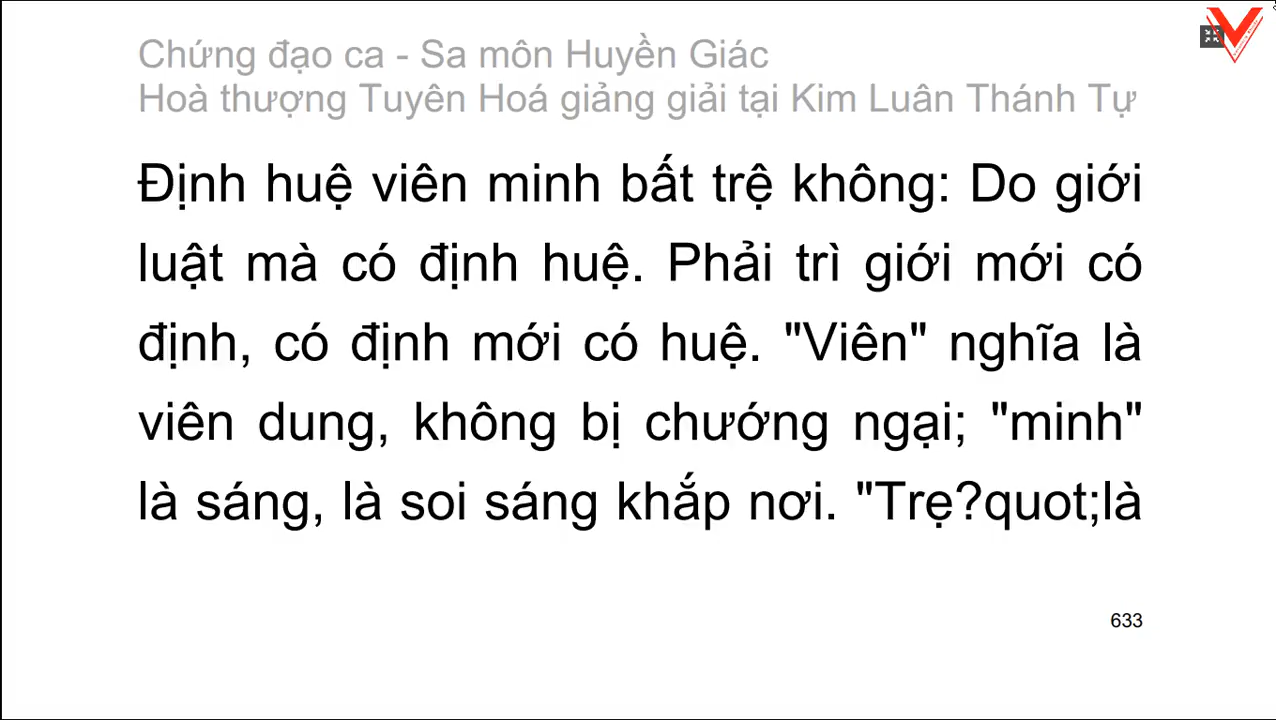 Chứng đạo ca - Sa môn Huyền Giác
Hoà thượng Tuyên Hoá giảng giải tại Kim Luân Thánh Tự
Định huệ viên minh bất trệ không: Do giới
luật mà có định huệ. Phải trì giới mới có
định, có định mới có huệ. "Viên" nghĩa là
viên dung, không bị chướng ngại; "minh"
là sáng, là soi sáng khắp nơi. "Trẹ?quot;là
633